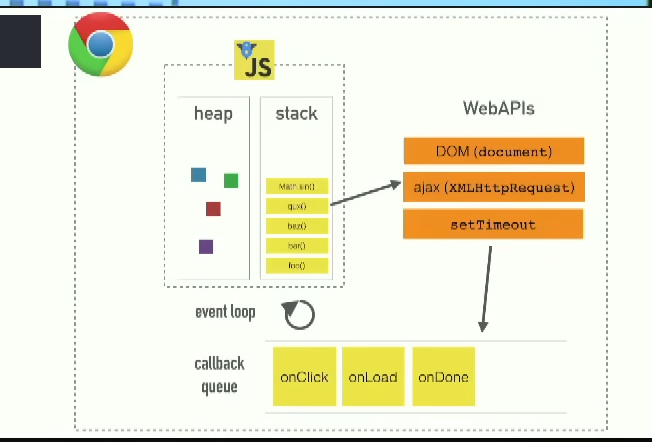 JS
heap
stack
WebAPIs
Math.sin()
qux()
baz()
bar()
foo()
DOM (document)
ajax (XMLHttpRequest)
setTimeout
event loop
callback
queue
onClick
onLoad
onDone